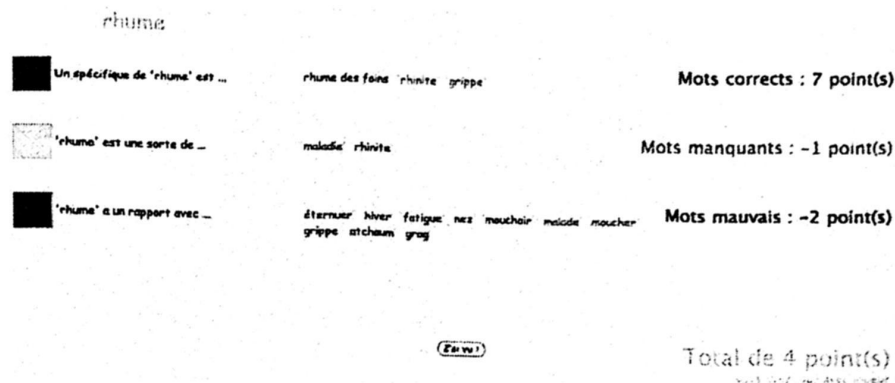 rhume
Un spécifique de 'rhume' est ...
rhume des foins rhinite grippe
Mots corrects : 7 point(s)
'rhume' est une sorte de ...
maladie rhinite
Mots manquants : -1 point(s)
'rhume' a un rapport avec ...
éternuer hiver fatigue nez mouchoir malade moucher
grippe atchoum grog
Mots mauvais : -2 point(s)
J'ai vu !
Total de 4 point(s)